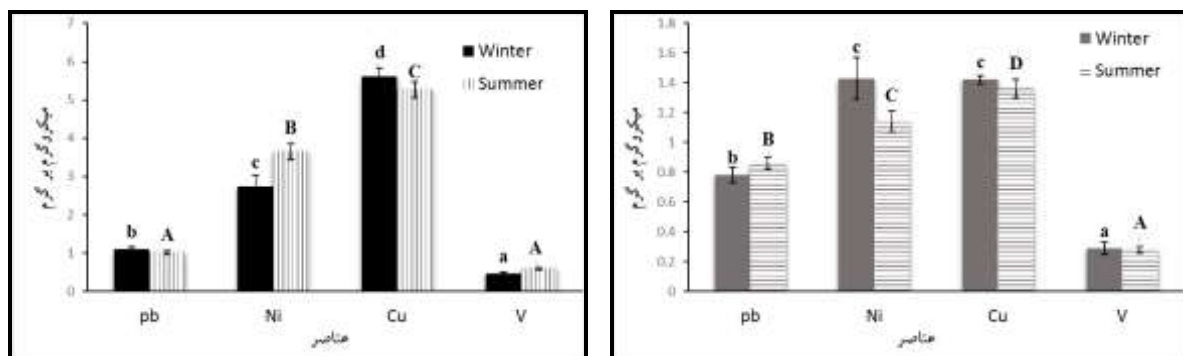 7
6
5
4
3
2
1
0
میکروگرم بر گرم
Winter
Summer
b
A
c
B
d
C
a
A
pb
Ni
Cu
V
عناصر
1.8
1.6
1.4
1.2
1
0.8
0.6
0.4
0.2
0
میکروگرم بر گرم
Winter
Summer
b
B
c
C
c
D
a
A
pb
Ni
Cu
V
عناصر